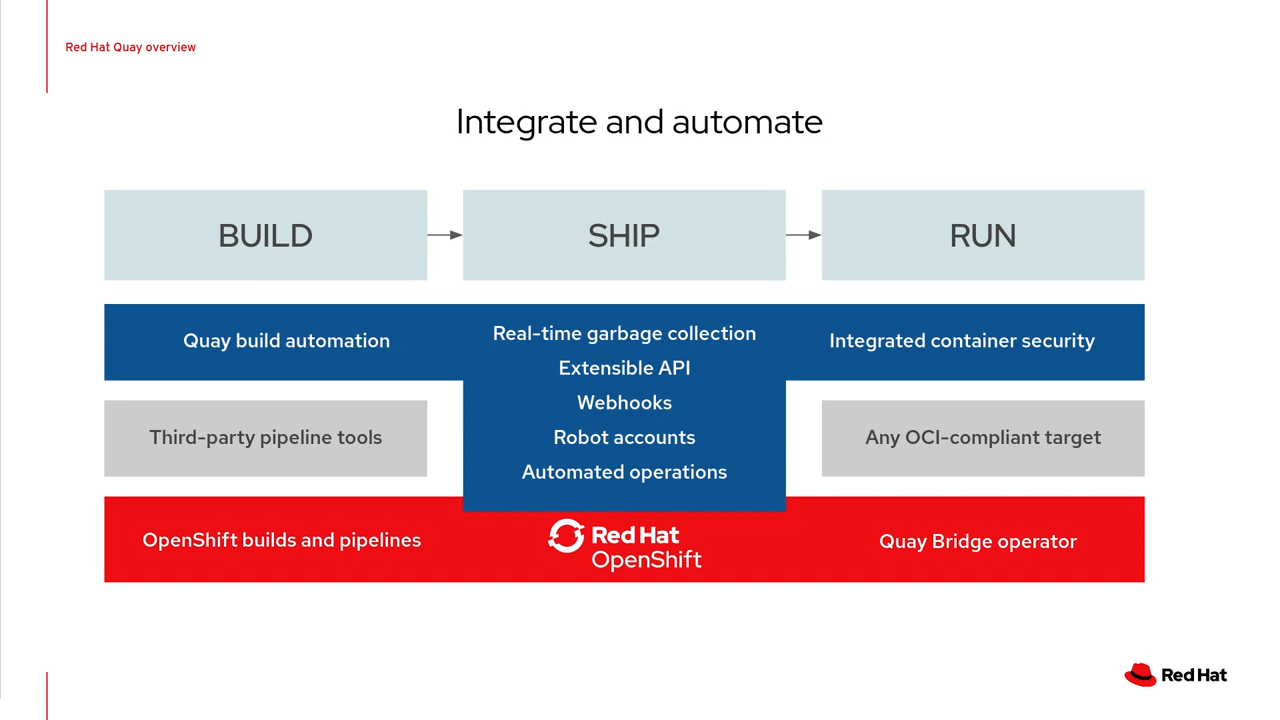 Red Hat Quay overview
Integrate and automate
BUILD
SHIP
RUN
Quay build automation
Real-time garbage collection
Extensible API
Webhooks
Robot accounts
Automated operations
Integrated container security
Third-party pipeline tools
Any OCI-compliant target
OpenShift builds and pipelines
Red Hat
OpenShift
Quay Bridge operator
Red Hat